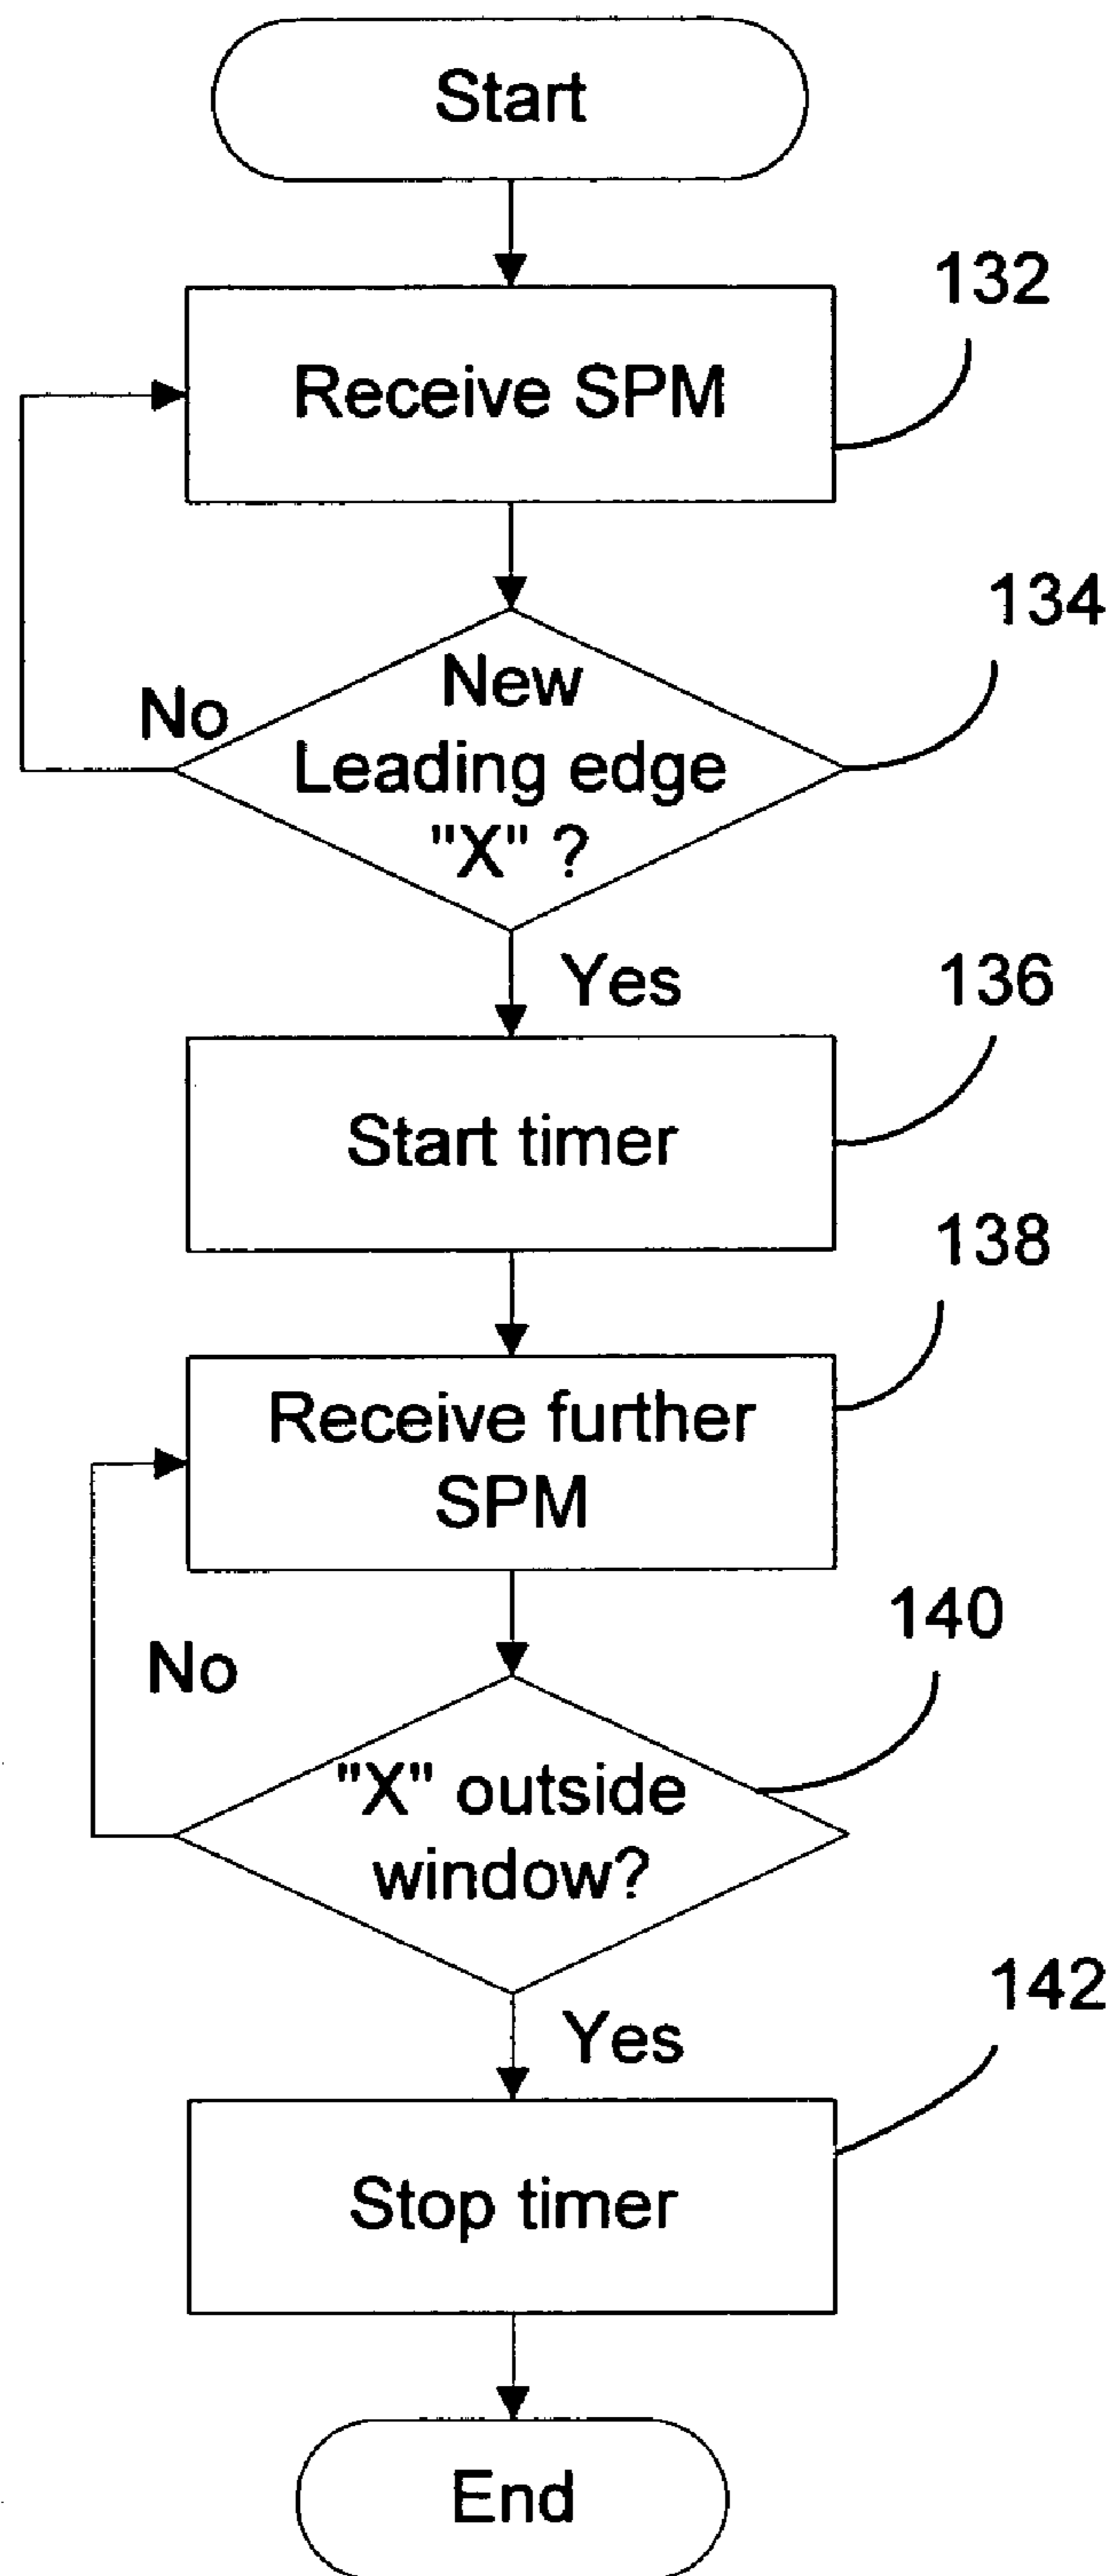 Start
132
Receive SPM
134
New
No
Leading edge
"X" ?
Yes
136
Start timer
138
Receive further
SPM
140
No
"X" outside
window?
142
Yes
Stop timer
End